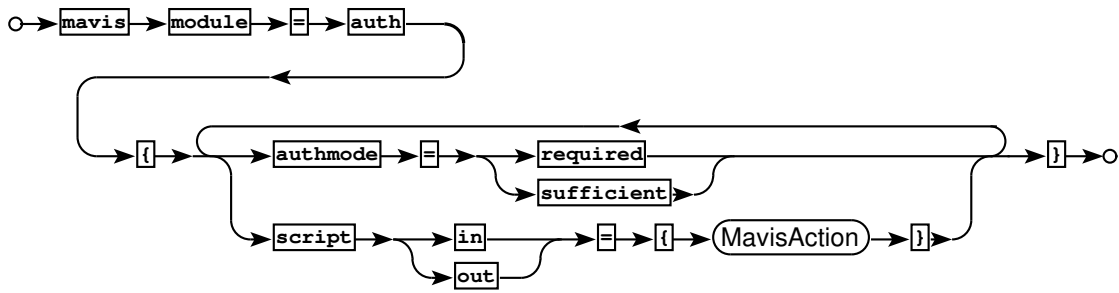 mavis module = auth
{ authmode = required }
sufficient
script in = { MavisAction }
out